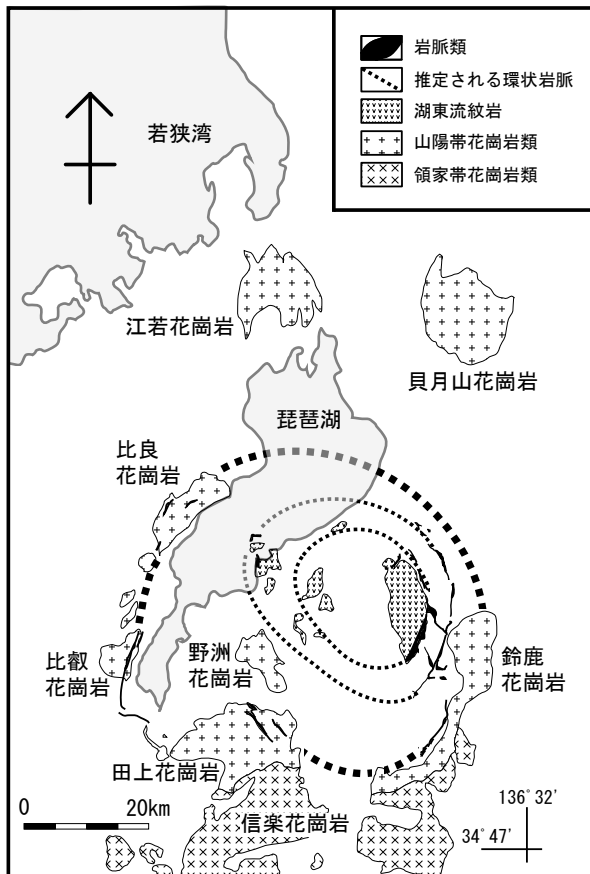 岩脈類
推定される環状岩脈
湖東流紋岩
山陽帯花崗岩類
領家帯花崗岩類
若狭湾
江若花崗岩
貝月山花崗岩
琵琶湖
比良
花崗岩
比叡
花崗岩
野洲
花崗岩
鈴鹿
花崗岩
田上花崗岩
信楽花崗岩
0 20km
136°32'
34°47'